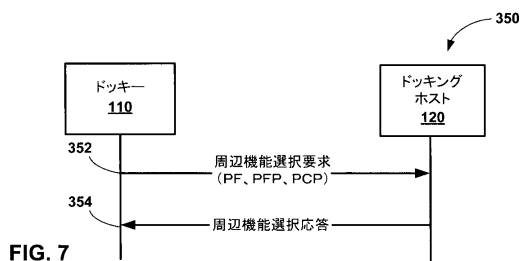 350
ドッキー
110
ドッキング
ホスト
120
352
周辺機能選択要求
(PF、PFP、PCP)
354
周辺機能選択応答
FIG. 7